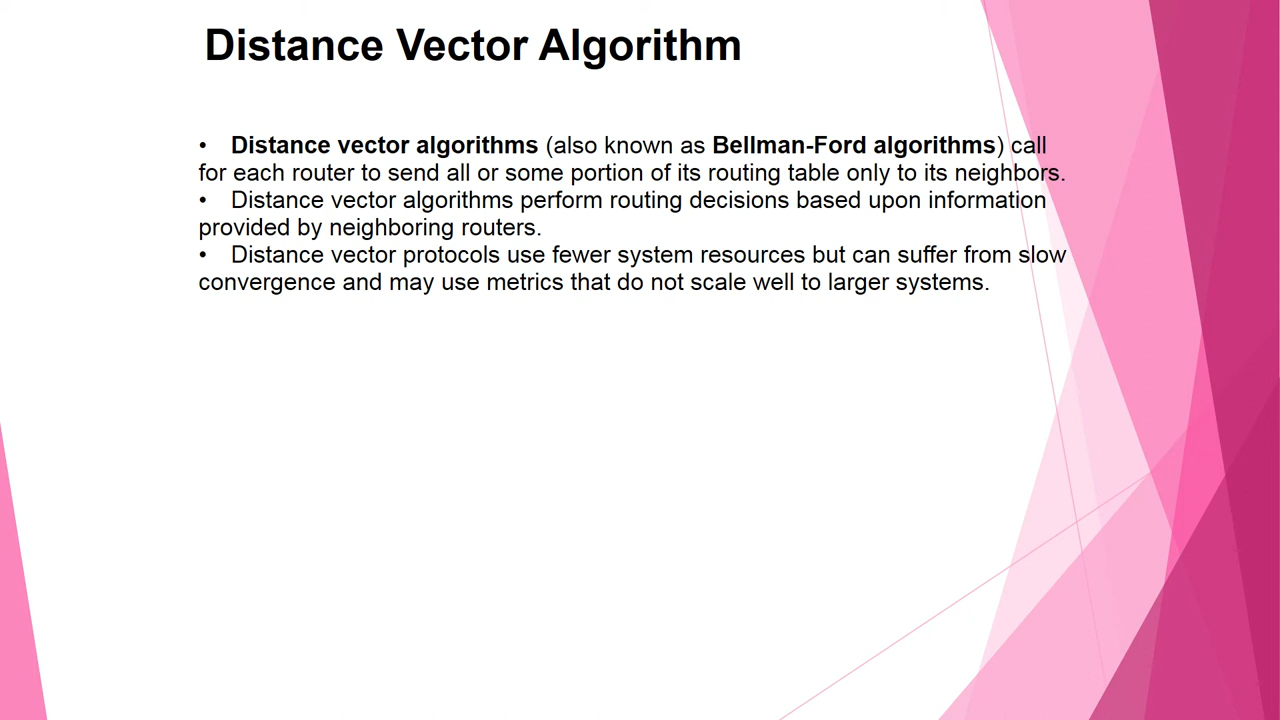 Distance Vector Algorithm
• Distance vector algorithms (also known as Bellman-Ford algorithms) call
for each router to send all or some portion of its routing table only to its neighbors.
• Distance vector algorithms perform routing decisions based upon information
provided by neighboring routers.
• Distance vector protocols use fewer system resources but can suffer from slow
convergence and may use metrics that do not scale well to larger systems.